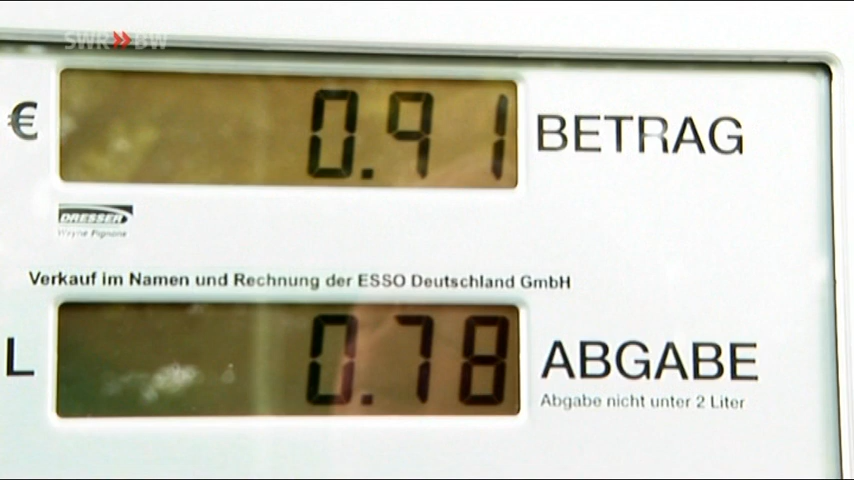 SWR»BW
€ 0.91 BETRAG
DRESSER
Wayne Pignone
Verkauf im Namen und Rechnung der ESSO Deutschland GmbH
L 0.78 ABGABE
Abgabe nicht unter 2 Liter